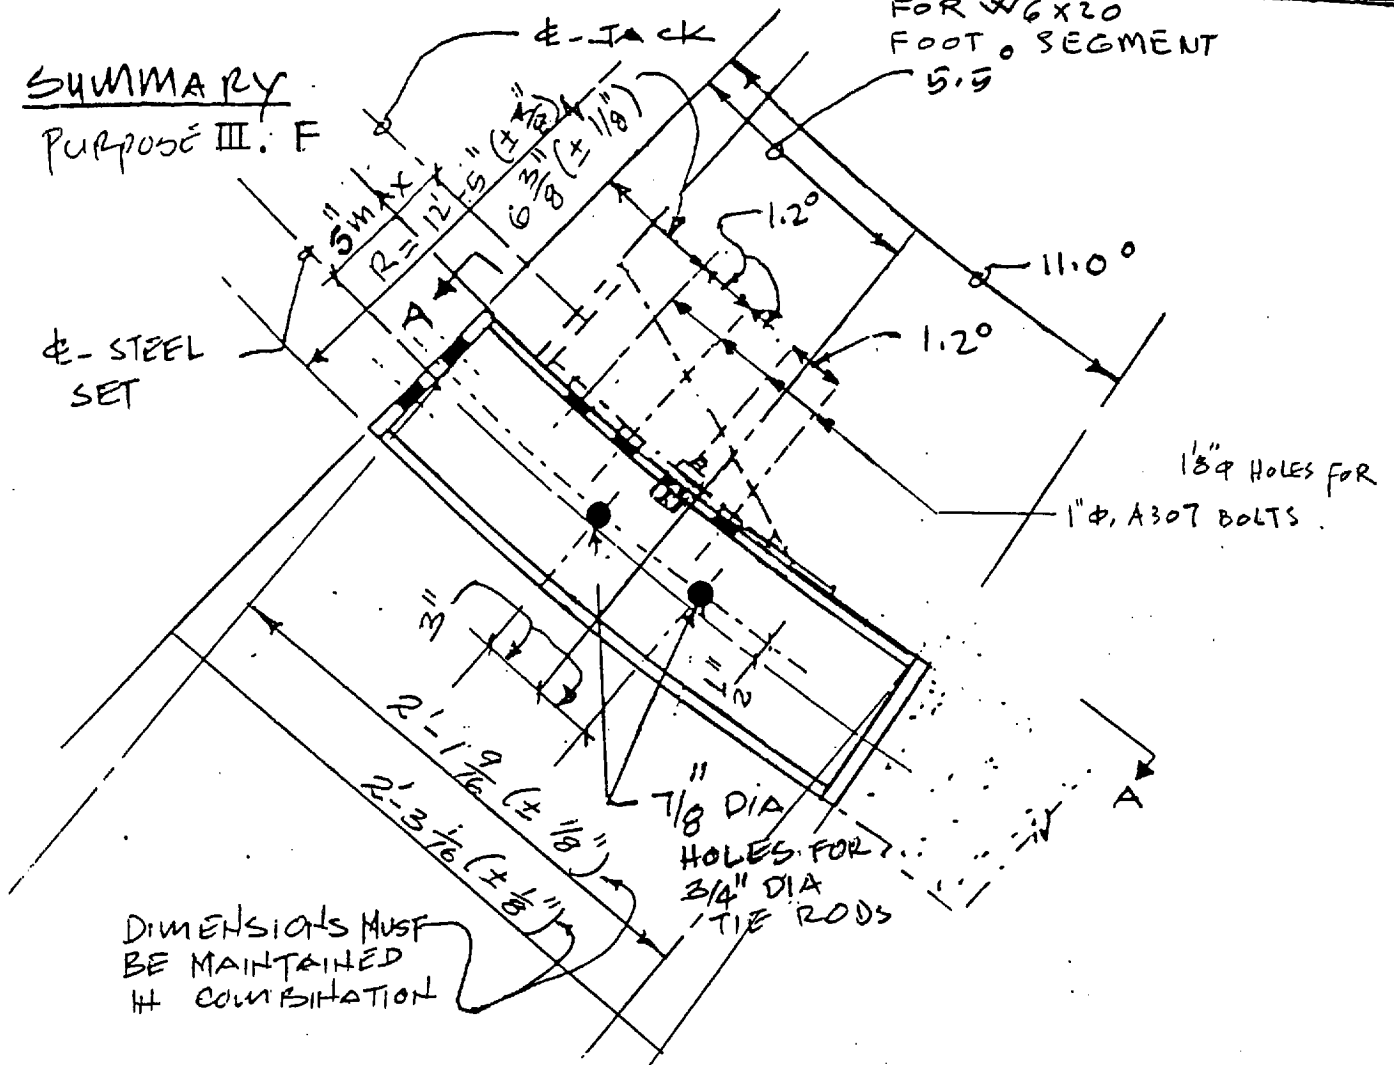 FOR W6X20
FOOT SEGMENT
5.5°
℄-JACK
SUMMARY
PURPOSE III. F
5" MAX
R= 12'-5" (± 1/2")
6 3/8" (± 1/8")
1.2°
11.0°
A
℄- STEEL
SET
1.2°
1 1/8"φ HOLES FOR
1"φ, A307 BOLTS.
3"
1/2"
2'-1 9/16 (± 1/8")
2'-3 1/16 (± 1/8")
7/8" DIA
HOLES FOR
3/4" DIA
TIE RODS
A
DIMENSIONS MUST
BE MAINTAINED
IN COMBINATION